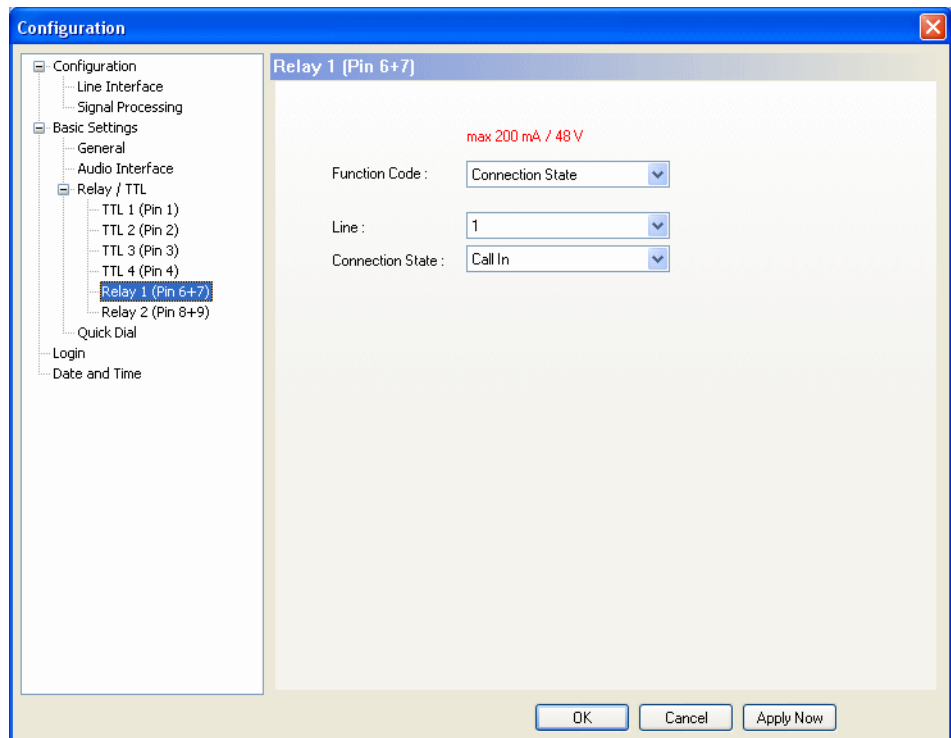 Configuration
Configuration
Line Interface
Signal Processing
Basic Settings
General
Audio Interface
Relay / TTL
TTL 1 (Pin 1)
TTL 2 (Pin 2)
TTL 3 (Pin 3)
TTL 4 (Pin 4)
Relay 1 (Pin 6+7)
Relay 2 (Pin 8+9)
Quick Dial
Login
Date and Time
Relay 1 (Pin 6+7)
max 200 mA / 48 V
Function Code : Connection State
Line : 1
Connection State : Call In
OK Cancel Apply Now